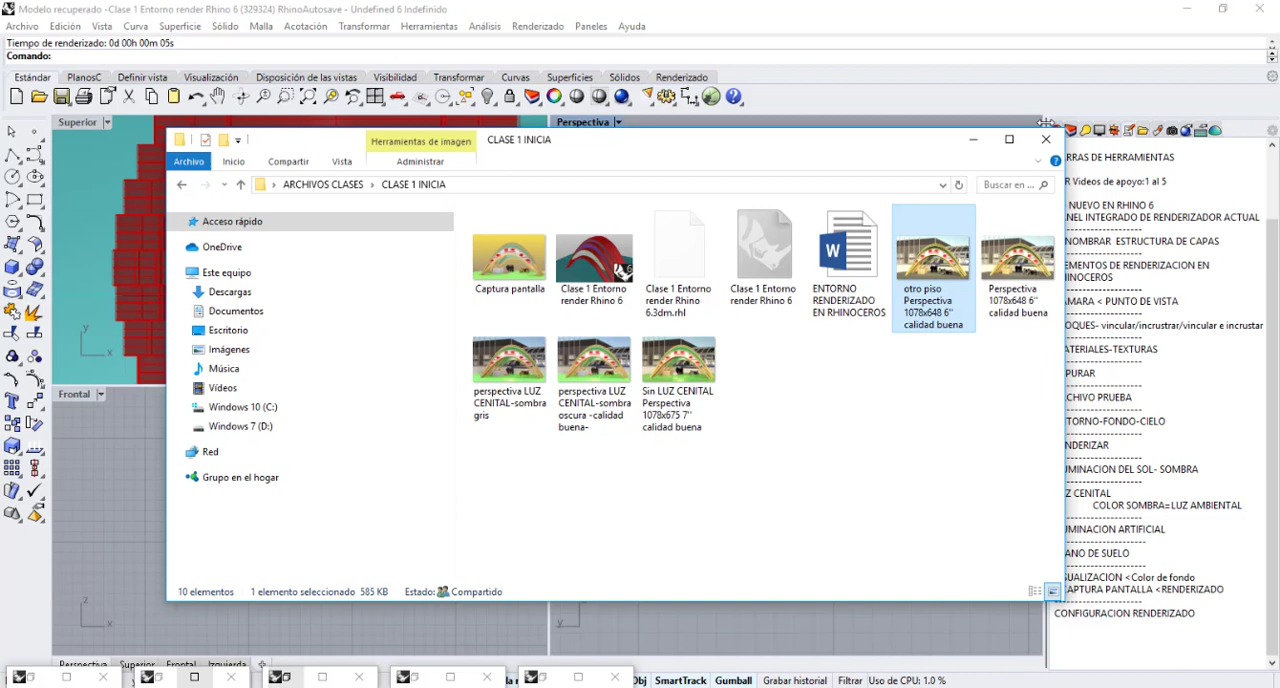 Modelo recuperado -Clase 1 Entorno render Rhino 6 (329324) RhinoAutosave - Undefined 6 Indefinido
Archivo Edición Vista Curva Superficie Sólido Malla Acotación Transformar Herramientas Análisis Renderizado Paneles Ayuda
Tiempo de renderizado: 0d 00h 00m 05s
Comando:
Estándar PlanosC Definir vista Visualización Disposición de las vistas Visibilidad Transformar Curvas Superficies Sólidos Renderizado
Superior
Perspectiva
Herramientas de imagen CLASE 1 INICIA
Archivo Inicio Compartir Vista Administrar
ARCHIVOS CLASES > CLASE 1 INICIA
Buscar en ...
Acceso rápido
OneDrive
Este equipo
Descargas
Documentos
Escritorio
Imágenes
Música
Vídeos
Windows 10 (C:)
Windows 7 (D:)
Red
Grupo en el hogar
Captura pantalla
Clase 1 Entorno
render Rhino 6
Clase 1 Entorno
render Rhino
6.3dm.rhl
Clase 1 Entorno
render Rhino 6
ENTORNO
RENDERIZADO
EN RHINOCEROS
otro piso
Perspectiva
1078x648 6''
calidad buena
Perspectiva
1078x648 6''
calidad buena
perspectiva LUZ
CENITAL-sombra
gris
perspectiva LUZ
CENITAL-sombra
oscura -calidad
buena-
Sin LUZ CENITAL
Perspectiva
1078x675 7''
calidad buena
10 elementos 1 elemento seleccionado 585 KB Estado: Compartido
RRAS DE HERRAMIENTAS
R Videos de apoyo:1 al 5
NUEVO EN RHINO 6
NEL INTEGRADO DE RENDERIZADOR ACTUAL
NOMBRAR ESTRUCTURA DE CAPAS
EMENTOS DE RENDERIZACION EN
HINOCEROS
AMARA < PUNTO DE VISTA
OQUES- vincular/incrustrar/vincular e incrustar
ATERIALES-TEXTURAS
PURAR
CHIVO PRUEBA
TORNO-FONDO-CIELO
NDERIZAR
UMINACION DEL SOL- SOMBRA
Z CENITAL
COLOR SOMBRA=LUZ AMBIENTAL
UMINACION ARTIFICIAL
ANO DE SUELO
SUALIZACION <Color de fondo
CAPTURA PANTALLA <RENDERIZADO
CONFIGURACION RENDERIZADO
Frontal
y
x
z
x
y
Perspectiva Superior Frontal Izquierda
Obj SmartTrack Gumball Grabar historial Filtrar Uso de CPU: 1.0 %